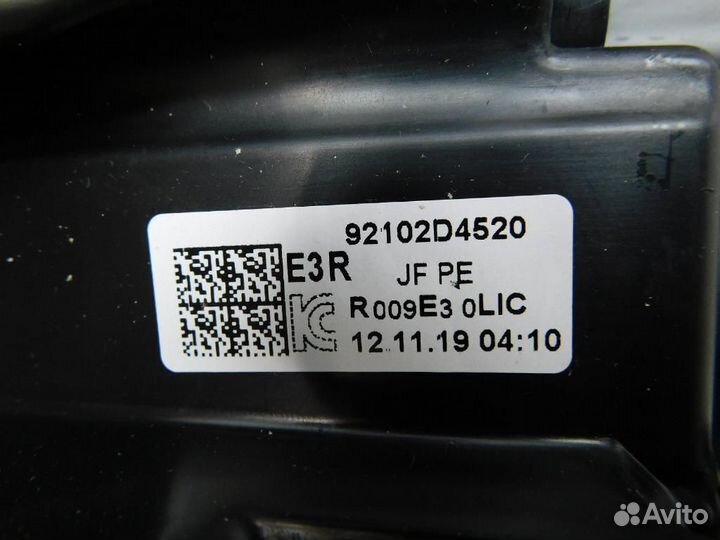 92102D4520
E3R JF PE
R009E3 0LIC
12.11.19 04:10
Avito